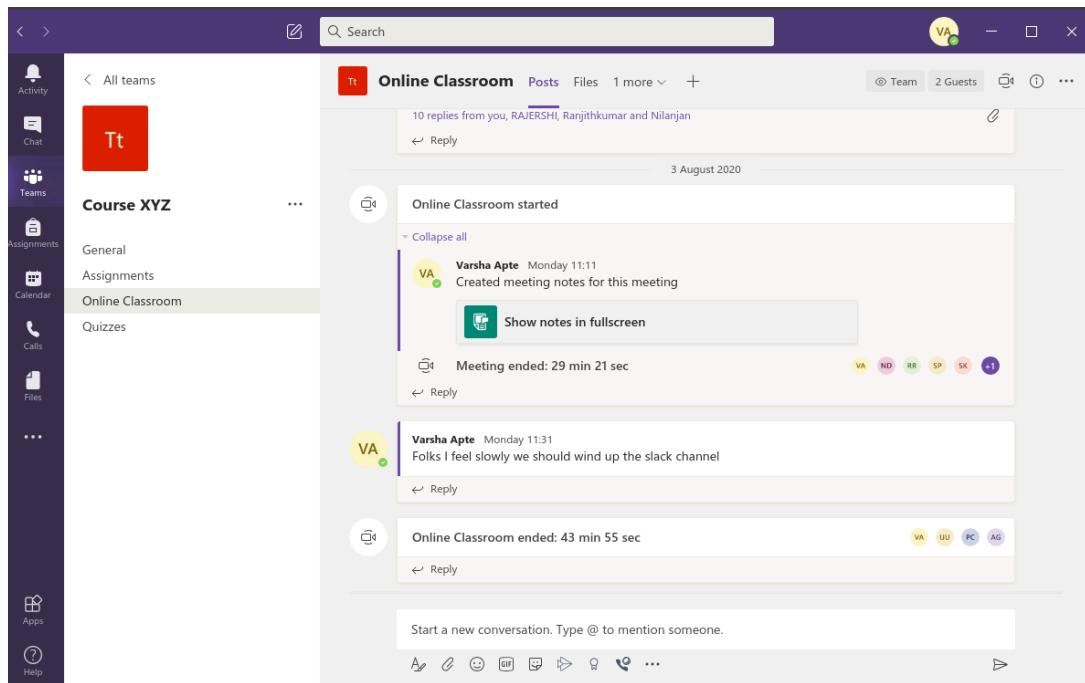 Search
VA
Activity
Chat
Teams
Assignments
Calendar
Calls
Files
Apps
Help
All teams
Tt
Course XYZ
General
Assignments
Online Classroom
Quizzes
Tt Online Classroom Posts Files 1 more
Team 2 Guests
10 replies from you, RAJERSHI, Ranjithkumar and Nilanjan
Reply
3 August 2020
Online Classroom started
Collapse all
VA Varsha Apte Monday 11:11
Created meeting notes for this meeting
Show notes in fullscreen
Meeting ended: 29 min 21 sec VA ND RR SP SK +1
Reply
VA Varsha Apte Monday 11:31
Folks I feel slowly we should wind up the slack channel
Reply
Online Classroom ended: 43 min 55 sec VA UU PC AG
Reply
Start a new conversation. Type @ to mention someone.
GIF